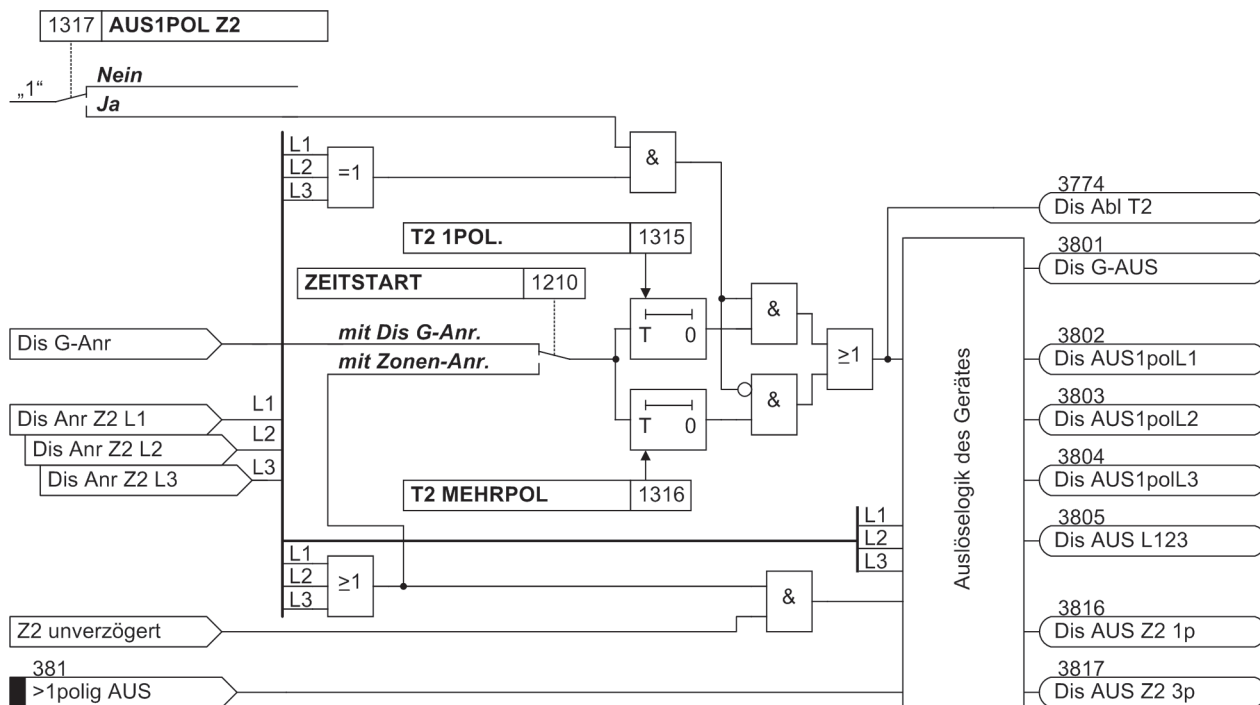 1317 AUS1POL Z2
„1“
Nein
Ja
L1
L2
L3
=1
&
T2 1POL.
1315
ZEITSTART
1210
T 0
&
Dis G-Anr
mit Dis G-Anr.
mit Zonen-Anr.
≥1
T 0
&
Dis Anr Z2 L1
L1
Dis Anr Z2 L2
L2
Dis Anr Z2 L3
L3
T2 MEHRPOL
1316
L1
L2
L3
≥1
L1
L2
L3
&
Z2 unverzögert
381
>1polig AUS
Auslöselogik des Gerätes
3774
Dis Abl T2
3801
Dis G-AUS
3802
Dis AUS1polL1
3803
Dis AUS1polL2
3804
Dis AUS1polL3
3805
Dis AUS L123
3816
Dis AUS Z2 1p
3817
Dis AUS Z2 3p